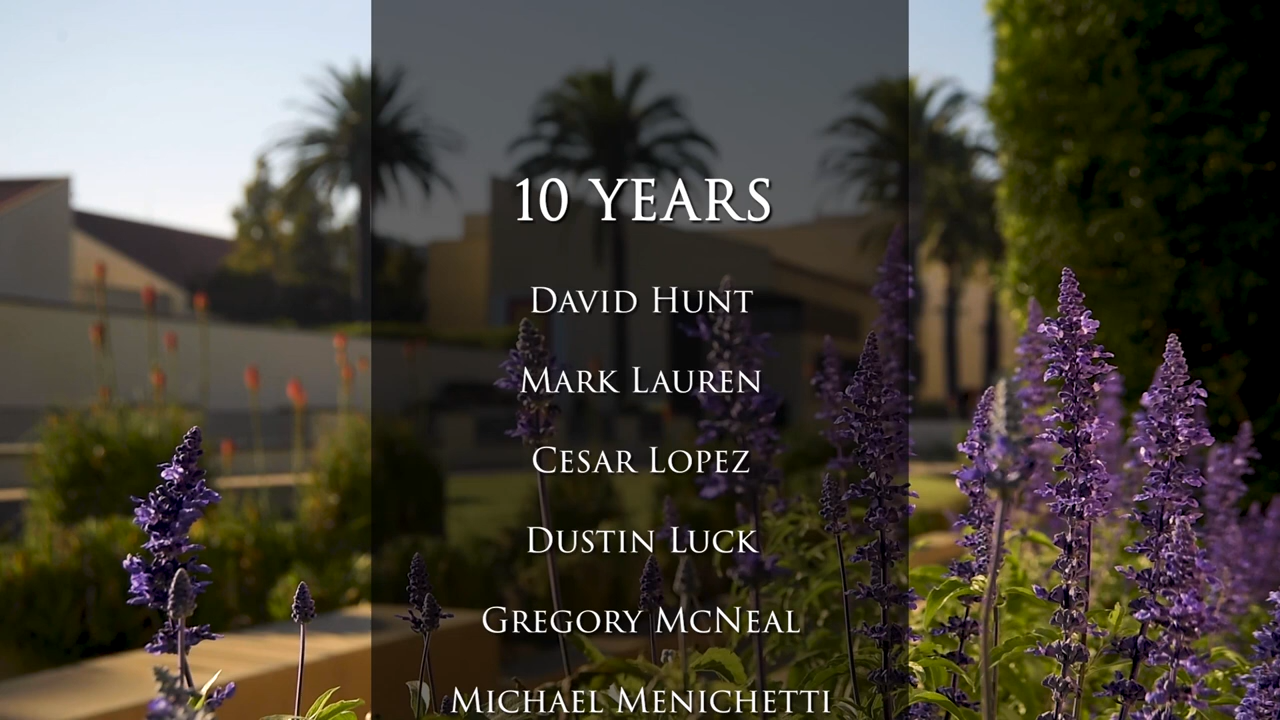 10 YEARS
DAVID HUNT
MARK LAUREN
CESAR LOPEZ
DUSTIN LUCK
GREGORY MCNEAL
MICHAEL MENICHETTI